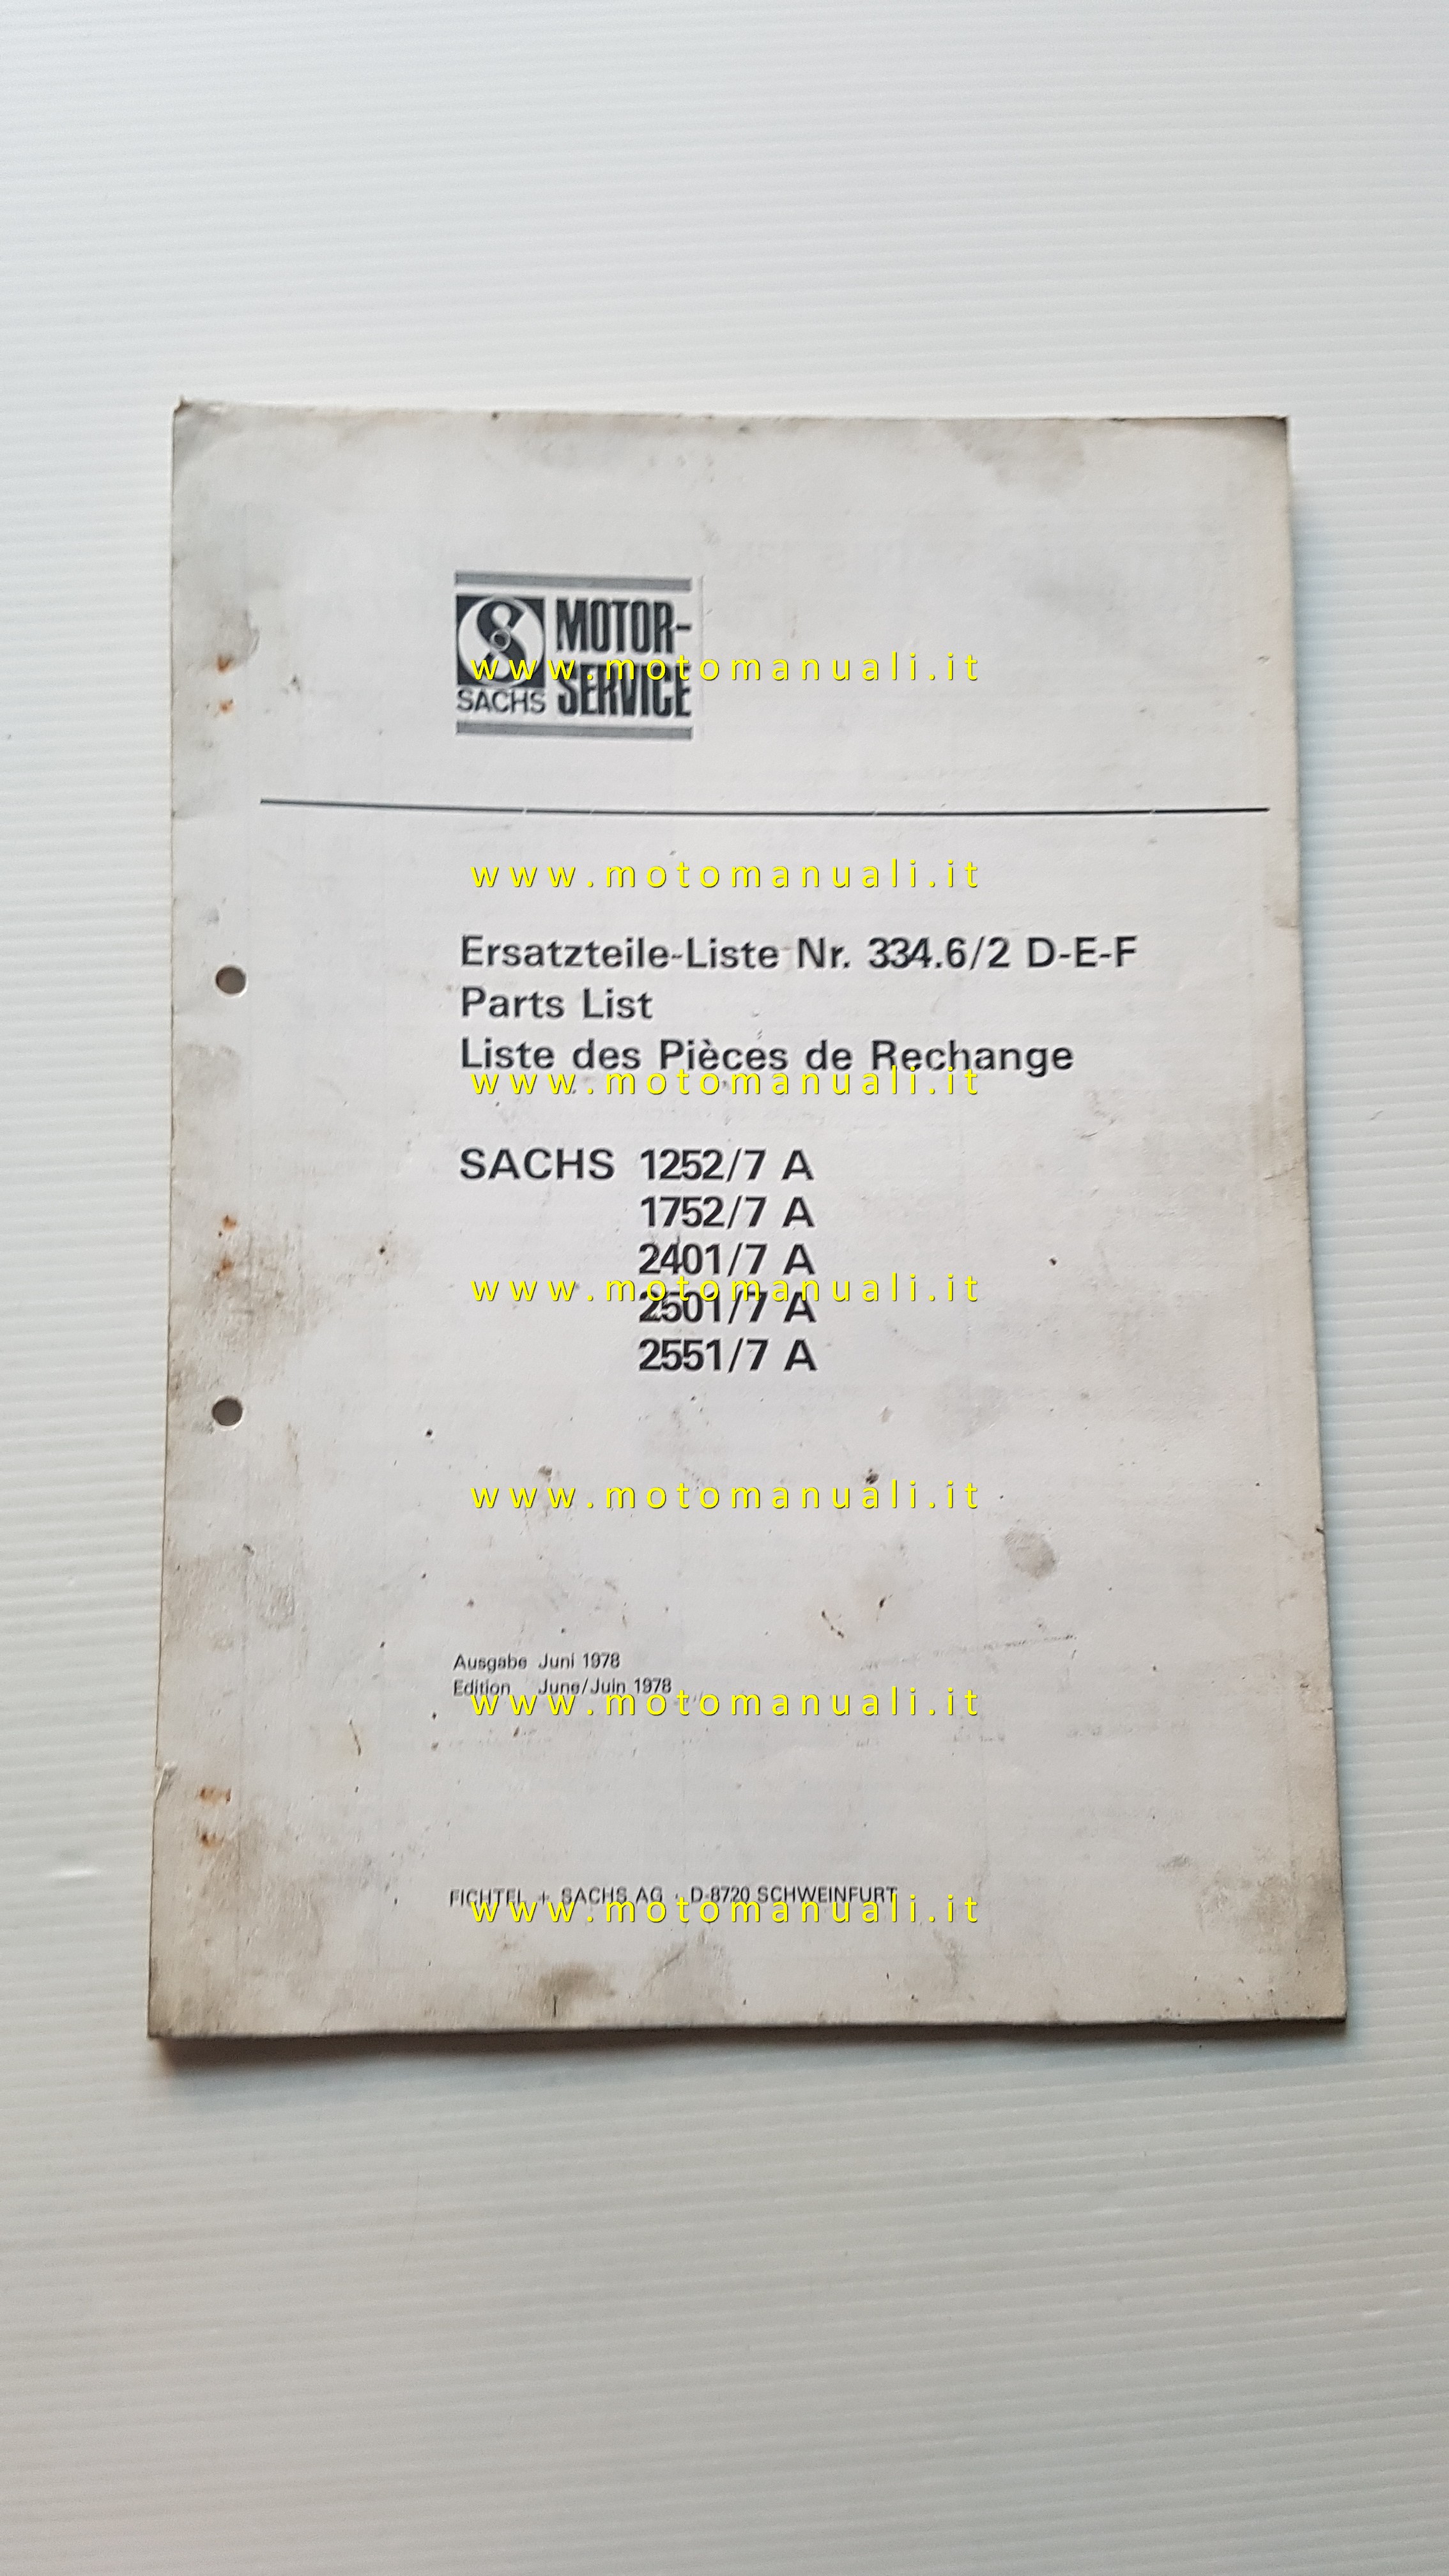 MOTOR-
SERVICE
SACHS
www.motomanuali.it
www.motomanuali.it
Ersatzteile-Liste Nr. 334.6/2 D-E-F
Parts List
Liste des Pièces de Rechange
www.motomanuali.it
SACHS 1252/7 A
1752/7 A
2401/7 A
www.motomanuali.it
2501/7 A
2551/7 A
www.motomanuali.it
Ausgabe Juni 1978
Edition June/Juin 1978
www.motomanuali.it
FICHTEL + SACHS AG · D-8720 SCHWEINFURT
www.motomanuali.it